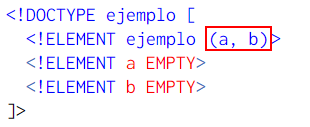 <!DOCTYPE ejemplo [
<!ELEMENT ejemplo (a, b)>
<!ELEMENT a EMPTY>
<!ELEMENT b EMPTY>
]>